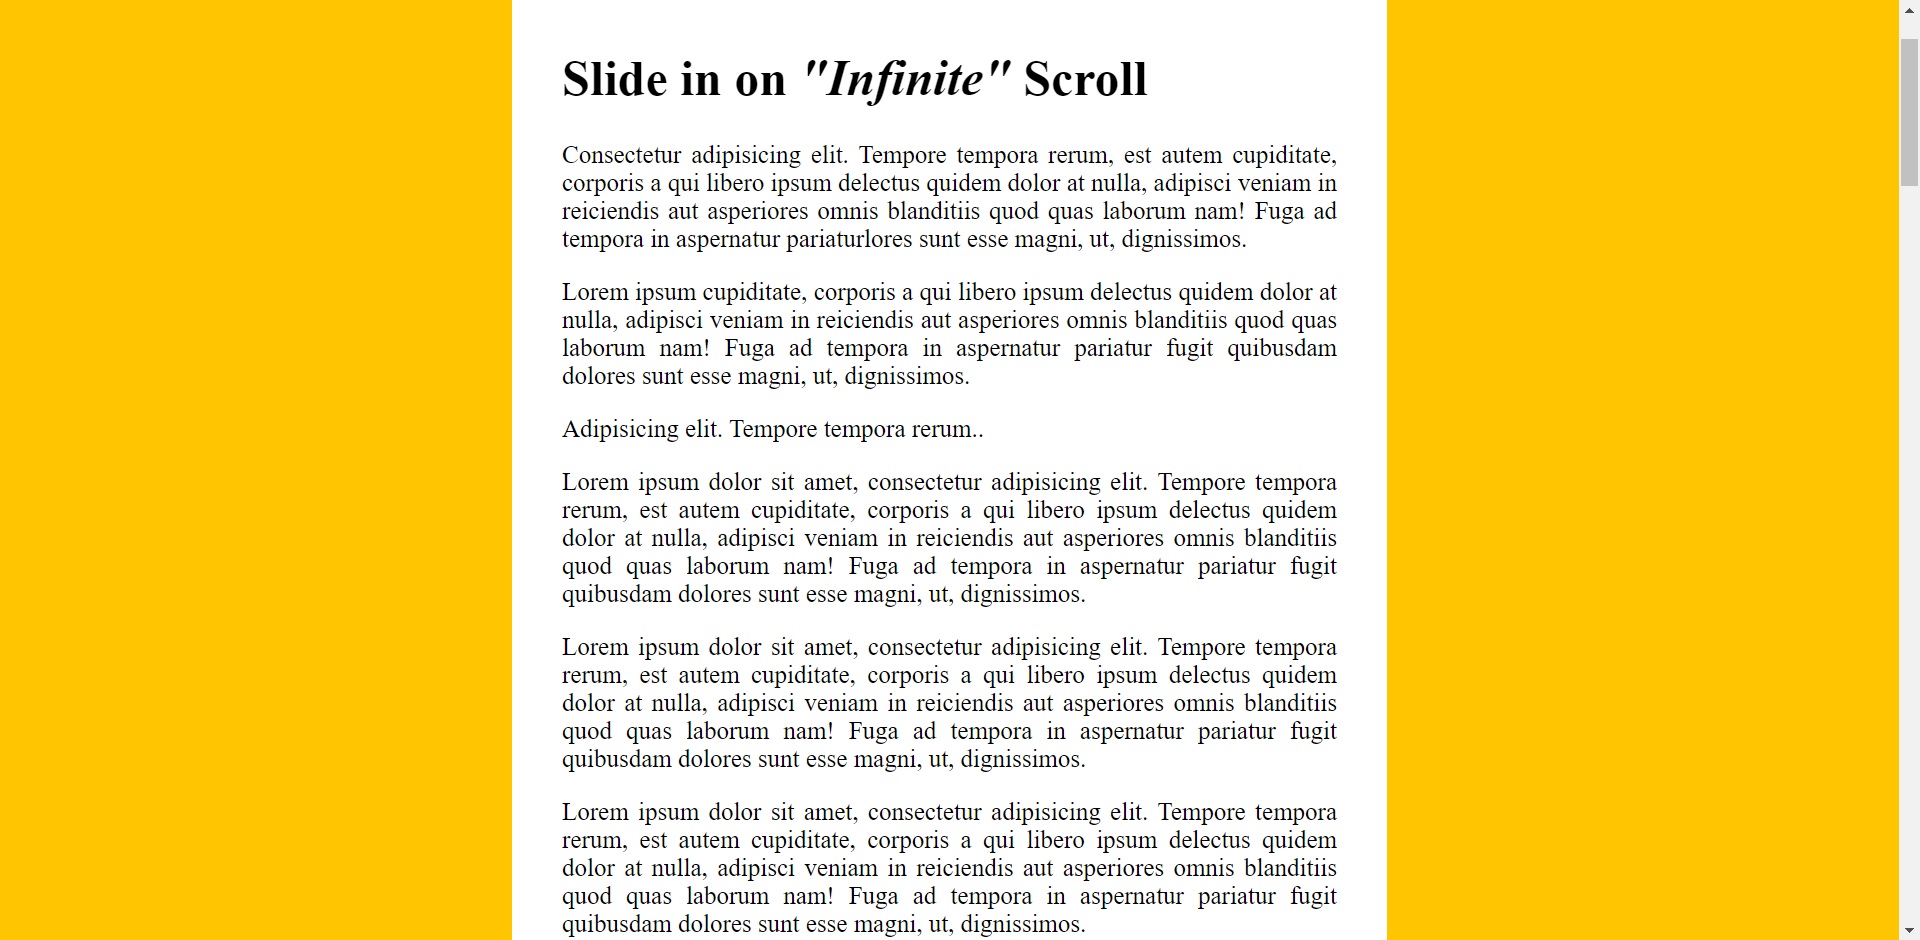 Slide in on "Infinite" Scroll
Consectetur adipisicing elit. Tempore tempora rerum, est autem cupiditate,
corporis a qui libero ipsum delectus quidem dolor at nulla, adipisci veniam in
reiciendis aut asperiores omnis blanditiis quod quas laborum nam! Fuga ad
tempora in aspernatur pariaturlores sunt esse magni, ut, dignissimos.
Lorem ipsum cupiditate, corporis a qui libero ipsum delectus quidem dolor at
nulla, adipisci veniam in reiciendis aut asperiores omnis blanditiis quod quas
laborum nam! Fuga ad tempora in aspernatur pariatur fugit quibusdam
dolores sunt esse magni, ut, dignissimos.
Adipisicing elit. Tempore tempora rerum..
Lorem ipsum dolor sit amet, consectetur adipisicing elit. Tempore tempora
rerum, est autem cupiditate, corporis a qui libero ipsum delectus quidem
dolor at nulla, adipisci veniam in reiciendis aut asperiores omnis blanditiis
quod quas laborum nam! Fuga ad tempora in aspernatur pariatur fugit
quibusdam dolores sunt esse magni, ut, dignissimos.
Lorem ipsum dolor sit amet, consectetur adipisicing elit. Tempore tempora
rerum, est autem cupiditate, corporis a qui libero ipsum delectus quidem
dolor at nulla, adipisci veniam in reiciendis aut asperiores omnis blanditiis
quod quas laborum nam! Fuga ad tempora in aspernatur pariatur fugit
quibusdam dolores sunt esse magni, ut, dignissimos.
Lorem ipsum dolor sit amet, consectetur adipisicing elit. Tempore tempora
rerum, est autem cupiditate, corporis a qui libero ipsum delectus quidem
dolor at nulla, adipisci veniam in reiciendis aut asperiores omnis blanditiis
quod quas laborum nam! Fuga ad tempora in aspernatur pariatur fugit
quibusdam dolores sunt esse magni, ut, dignissimos.